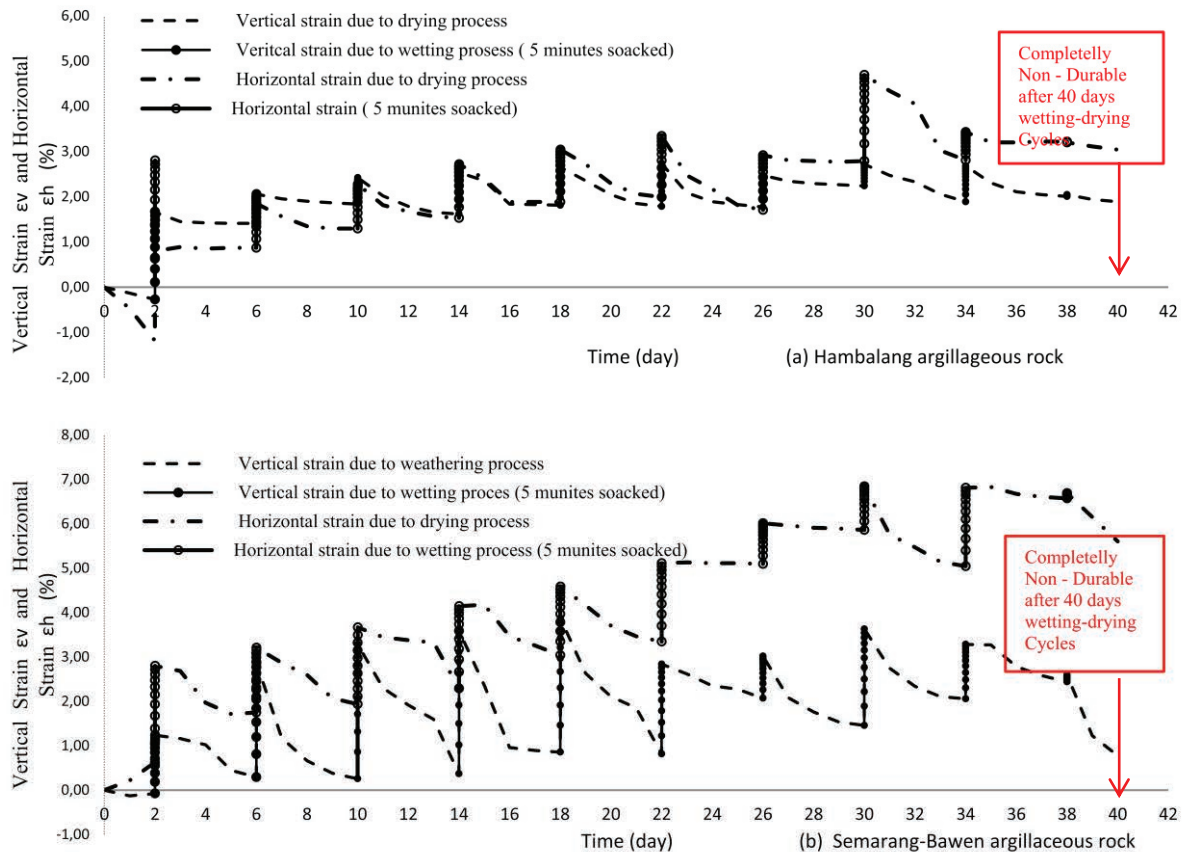 Vertical Strain εv and Horizontal
Strain εh (%)
6,00
5,00
4,00
3,00
2,00
1,00
0,00
-1,00
-2,00
Vertical strain due to drying process
Veritcal strain due to wetting prosess ( 5 minutes soacked)
Horizontal strain due to drying process
Horizontal strain ( 5 munites soacked)
Completelly
Non - Durable
after 40 days
wetting-drying
Cycles
0 2 4 6 8 10 12 14 16 18 20 22 24 26 28 30 32 34 36 38 40 42
Time (day)
(a) Hambalang argillageous rock
Vertical Strain εv and Horizontal
Strain εh (%)
8,00
7,00
6,00
5,00
4,00
3,00
2,00
1,00
0,00
-1,00
Vertical strain due to weathering process
Vertical strain due to wetting proces (5 munites soacked)
Horizontal strain due to drying process
Horizontal strain due to wetting process (5 munites soacked)
Completelly
Non - Durable
after 40 days
wetting-drying
Cycles
0 2 4 6 8 10 12 14 16 18 20 22 24 26 28 30 32 34 36 38 40 42
Time (day)
(b) Semarang-Bawen argillaceous rock